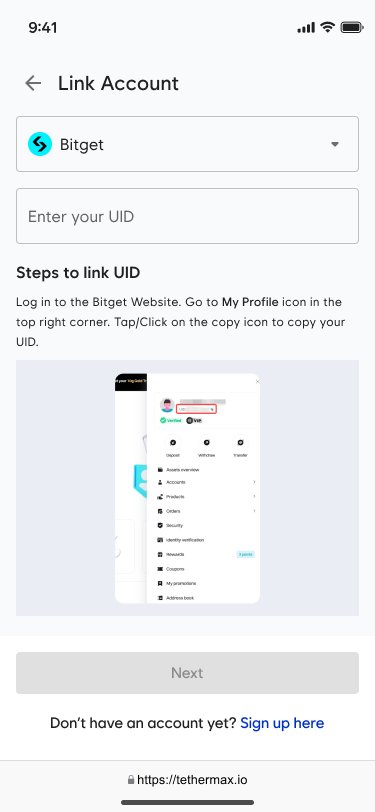 9:41
Link Account
Bitget
Enter your UID
Steps to link UID
Log in to the Bitget Website. Go to My Profile icon in the
top right corner. Tap/Click on the copy icon to copy your
UID.
Verified VIP
Deposit Withdraw Transfer
Assets overview
Accounts
Products
Orders
Security
Identity verification
Rewards
Coupons
My promotions
Address book
Next
Don't have an account yet? Sign up here
https://tethermax.io